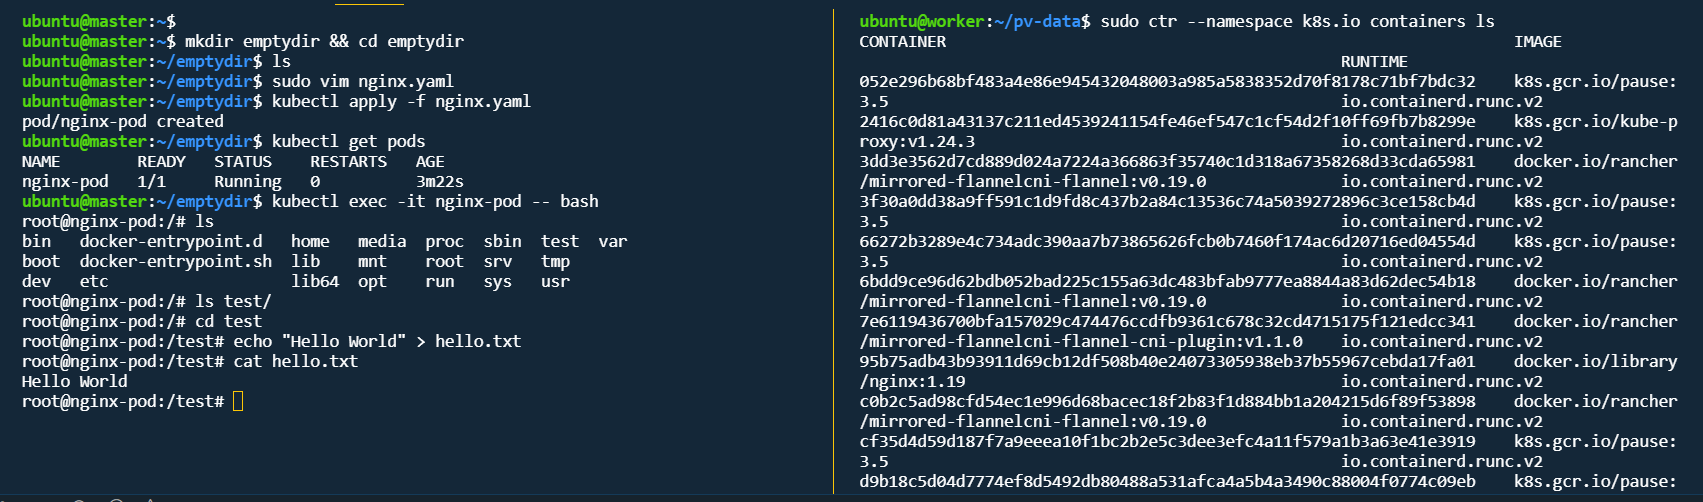 ubuntu@master:~$
ubuntu@master:~$ mkdir emptydir && cd emptydir
ubuntu@master:~/emptydir$ ls
ubuntu@master:~/emptydir$ sudo vim nginx.yaml
ubuntu@master:~/emptydir$ kubectl apply -f nginx.yaml
pod/nginx-pod created
ubuntu@master:~/emptydir$ kubectl get pods
NAME        READY   STATUS    RESTARTS   AGE
nginx-pod   1/1     Running   0          3m22s
ubuntu@master:~/emptydir$ kubectl exec -it nginx-pod -- bash
root@nginx-pod:/# ls
bin   docker-entrypoint.d   home   media  proc  sbin  test  var
boot  docker-entrypoint.sh  lib    mnt    root  srv   tmp
dev   etc                   lib64  opt    run   sys   usr
root@nginx-pod:/# ls test/
root@nginx-pod:/# cd test
root@nginx-pod:/test# echo "Hello World" > hello.txt
root@nginx-pod:/test# cat hello.txt
Hello World
root@nginx-pod:/test#
ubuntu@worker:~/pv-data$ sudo ctr --namespace k8s.io containers ls
CONTAINER                                                           IMAGE
                                                  RUNTIME
052e296b68bf483a4e86e945432048003a985a5838352d70f8178c71bf7bdc32    k8s.gcr.io/pause:
3.5                                               io.containerd.runc.v2
2416c0d81a43137c211ed4539241154fe46ef547c1cf54d2f10ff69fb7b8299e    k8s.gcr.io/kube-p
roxy:v1.24.3                                      io.containerd.runc.v2
3dd3e3562d7cd889d024a7224a366863f35740c1d318a67358268d33cda65981    docker.io/rancher
/mirrored-flannelcni-flannel:v0.19.0              io.containerd.runc.v2
3f30a0dd38a9ff591c1d9fd8c437b2a84c13536c74a5039272896c3ce158cb4d    k8s.gcr.io/pause:
3.5                                               io.containerd.runc.v2
66272b3289e4c734adc390aa7b73865626fcb0b7460f174ac6d20716ed04554d    k8s.gcr.io/pause:
3.5                                               io.containerd.runc.v2
6bdd9ce96d62bdb052bad225c155a63dc483bfab9777ea8844a83d62dec54b18    docker.io/rancher
/mirrored-flannelcni-flannel:v0.19.0              io.containerd.runc.v2
7e6119436700bfa157029c474476ccdfb9361c678c32cd4715175f121edcc341    docker.io/rancher
/mirrored-flannelcni-flannel-cni-plugin:v1.1.0    io.containerd.runc.v2
95b75adb43b93911d69cb12df508b40e24073305938eb37b55967cebda17fa01    docker.io/library
/nginx:1.19                                       io.containerd.runc.v2
c0b2c5ad98cfd54ec1e996d68bacec18f2b83f1d884bb1a204215d6f89f53898    docker.io/rancher
/mirrored-flannelcni-flannel:v0.19.0              io.containerd.runc.v2
cf35d4d59d187f7a9eeea10f1bc2b2e5c3dee3efc4a11f579a1b3a63e41e3919    k8s.gcr.io/pause:
3.5                                               io.containerd.runc.v2
d9b18c5d04d7774ef8d5492db80488a531afca4a5b4a3490c88004f0774c09eb    k8s.gcr.io/pause: